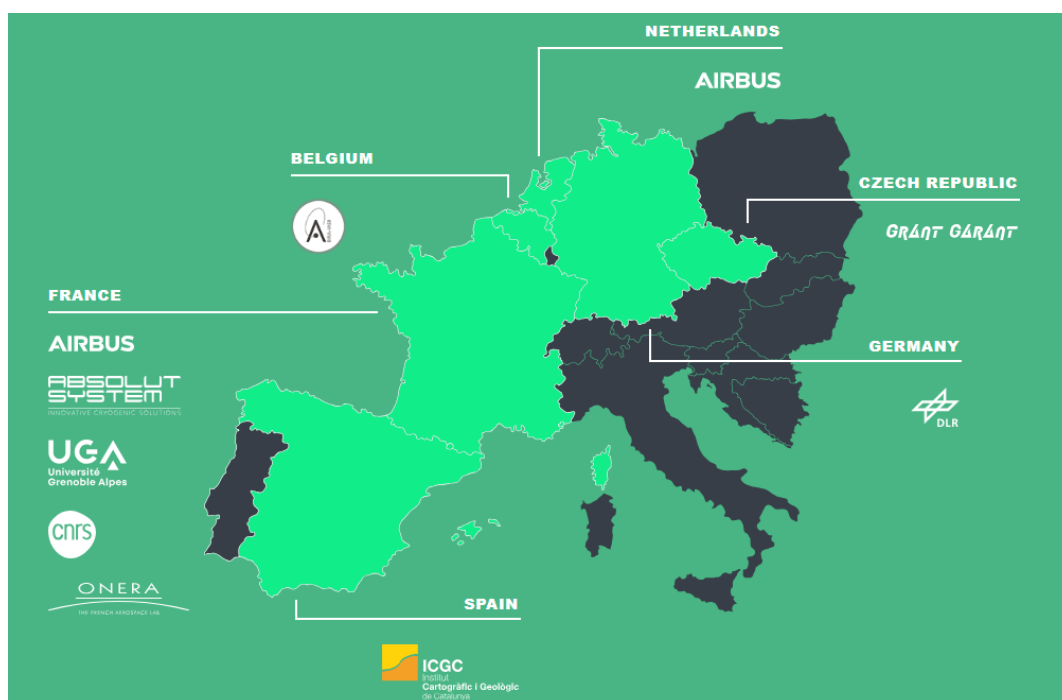 NETHERLANDS
AIRBUS
BELGIUM
CZECH REPUBLIC
GRANT GARANT
FRANCE
AIRBUS
ABSOLUT
SYSTEM
INNOVATIVE CRYOGENIC SOLUTIONS
GERMANY
DLR
UGA
Université
Grenoble Alpes
cnrs
ONERA
THE FRENCH AEROSPACE LAB
SPAIN
ICGC
Institut
Cartogràfic i Geològic
de Catalunya